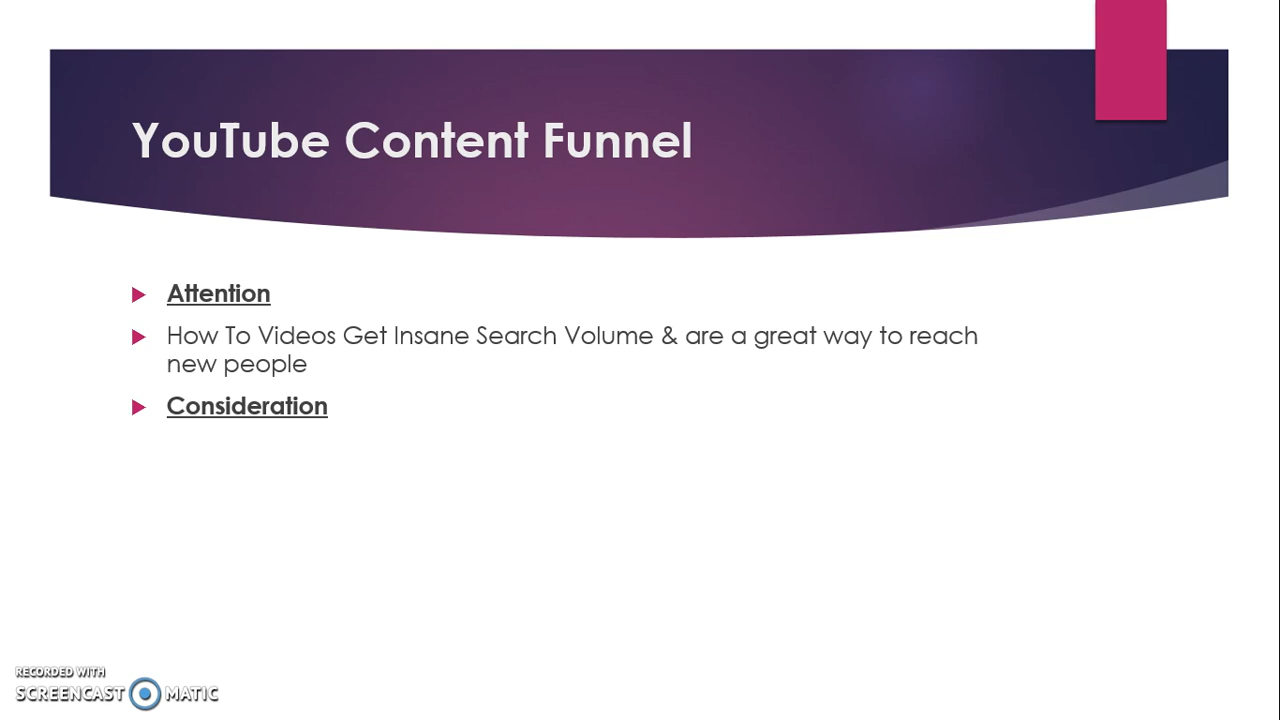 YouTube Content Funnel
Attention
How To Videos Get Insane Search Volume & are a great way to reach
new people
Consideration
RECORDED WITH
SCREENCAST MATIC